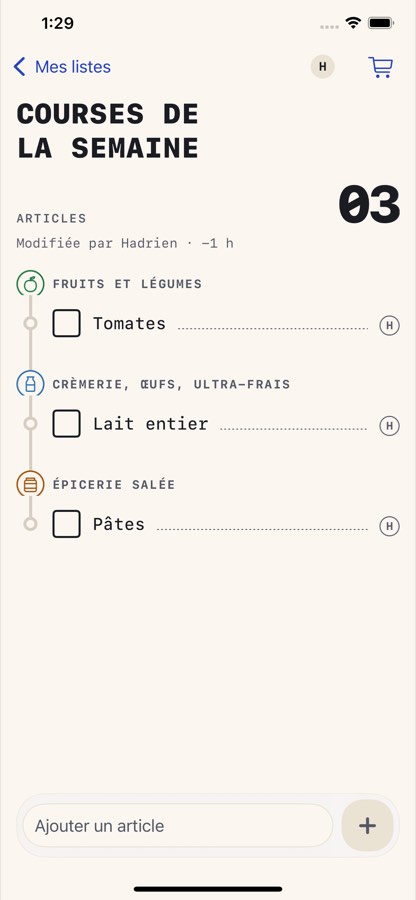 1:29
Mes listes
H
COURSES DE
LA SEMAINE
03
ARTICLES
Modifiée par Hadrien · −1 h
FRUITS ET LÉGUMES
Tomates
H
CRÈMERIE, ŒUFS, ULTRA−FRAIS
Lait entier
H
ÉPICERIE SALÉE
Pâtes
H
Ajouter un article